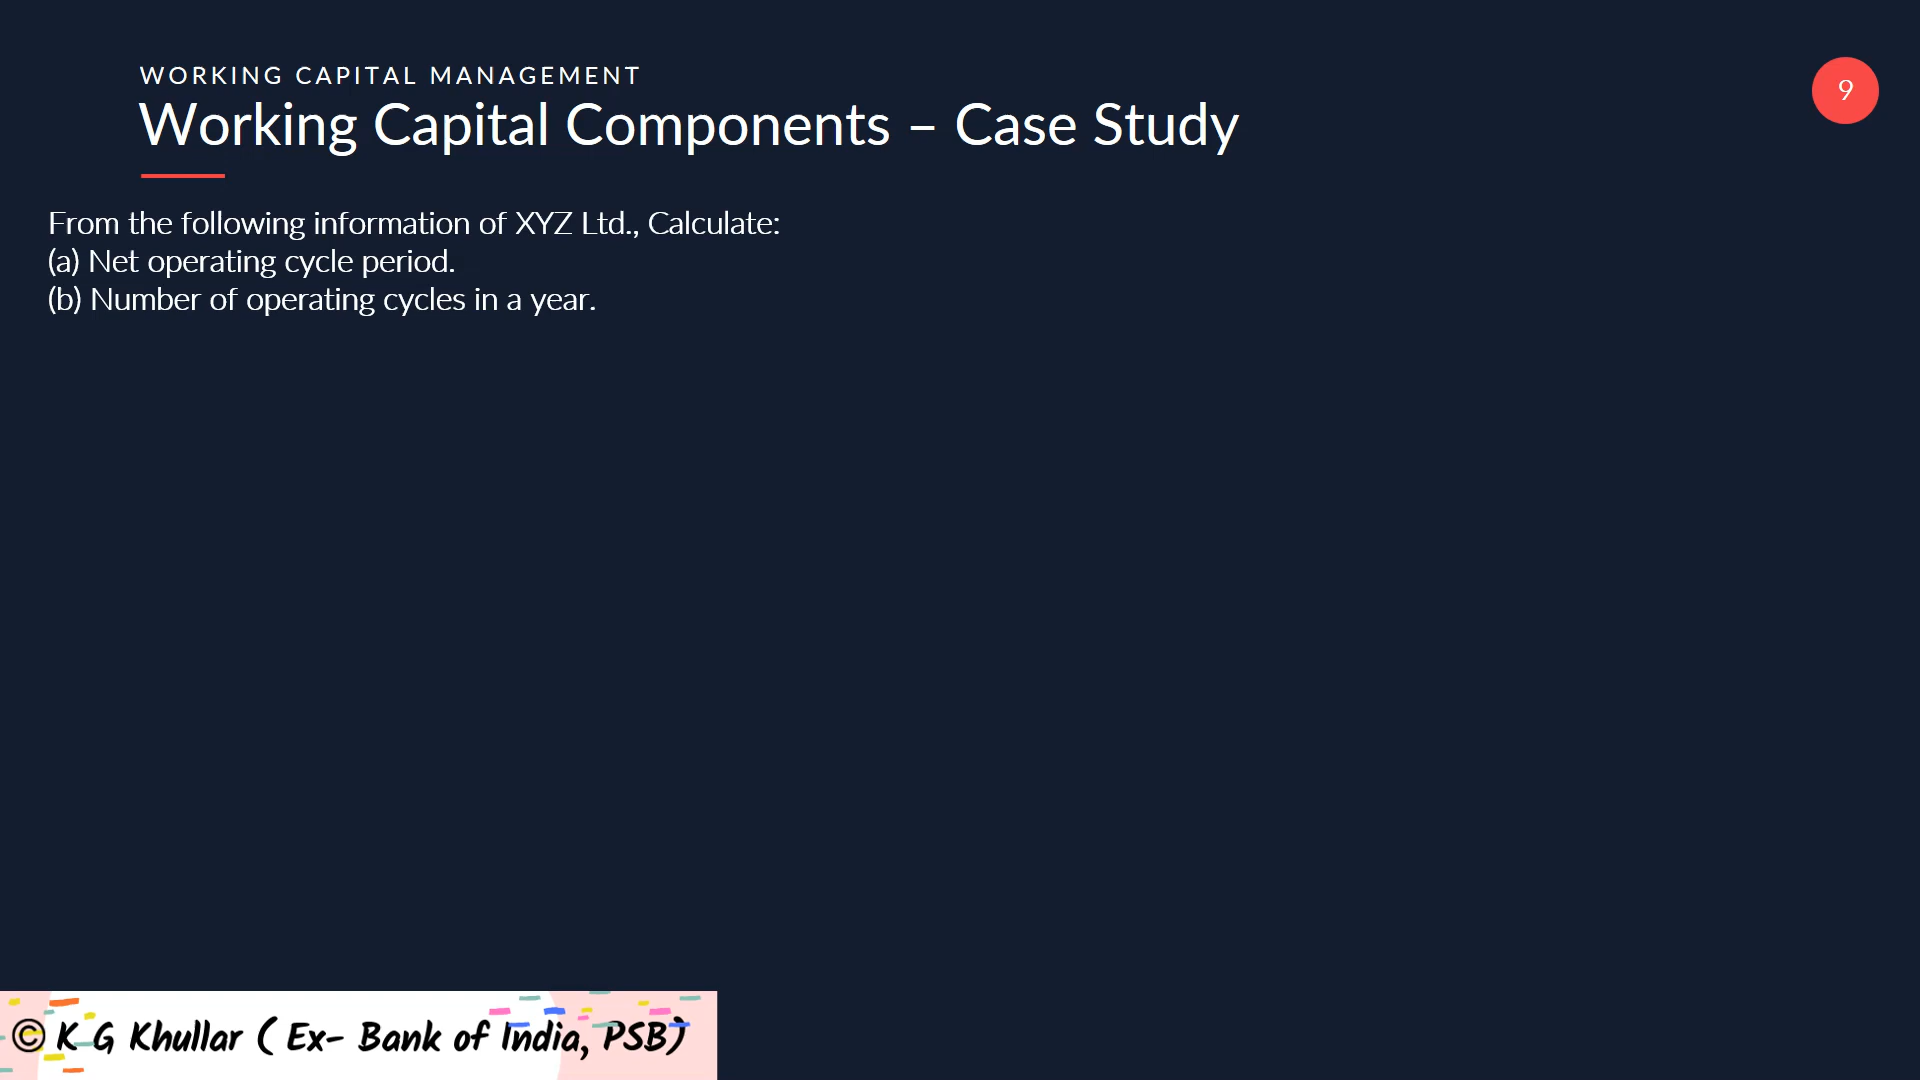 WORKING CAPITAL MANAGEMENT
Working Capital Components – Case Study
9
From the following information of XYZ Ltd., Calculate:
(a) Net operating cycle period.
(b) Number of operating cycles in a year.
© K G Khullar ( Ex- Bank of India, PSB)